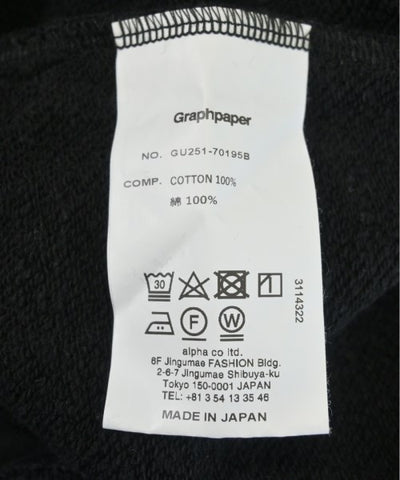 Graphpaper
NO. GU251-70195B
COMP. COTTON 100%
綿 100%
30
F W
3114322
alpha co ltd.
6F Jingumae FASHION Bldg.
2-6-7 Jingumae Shibuya-ku
Tokyo 150-0001 JAPAN
TEL: +81 3 54 13 35 46
MADE IN JAPAN